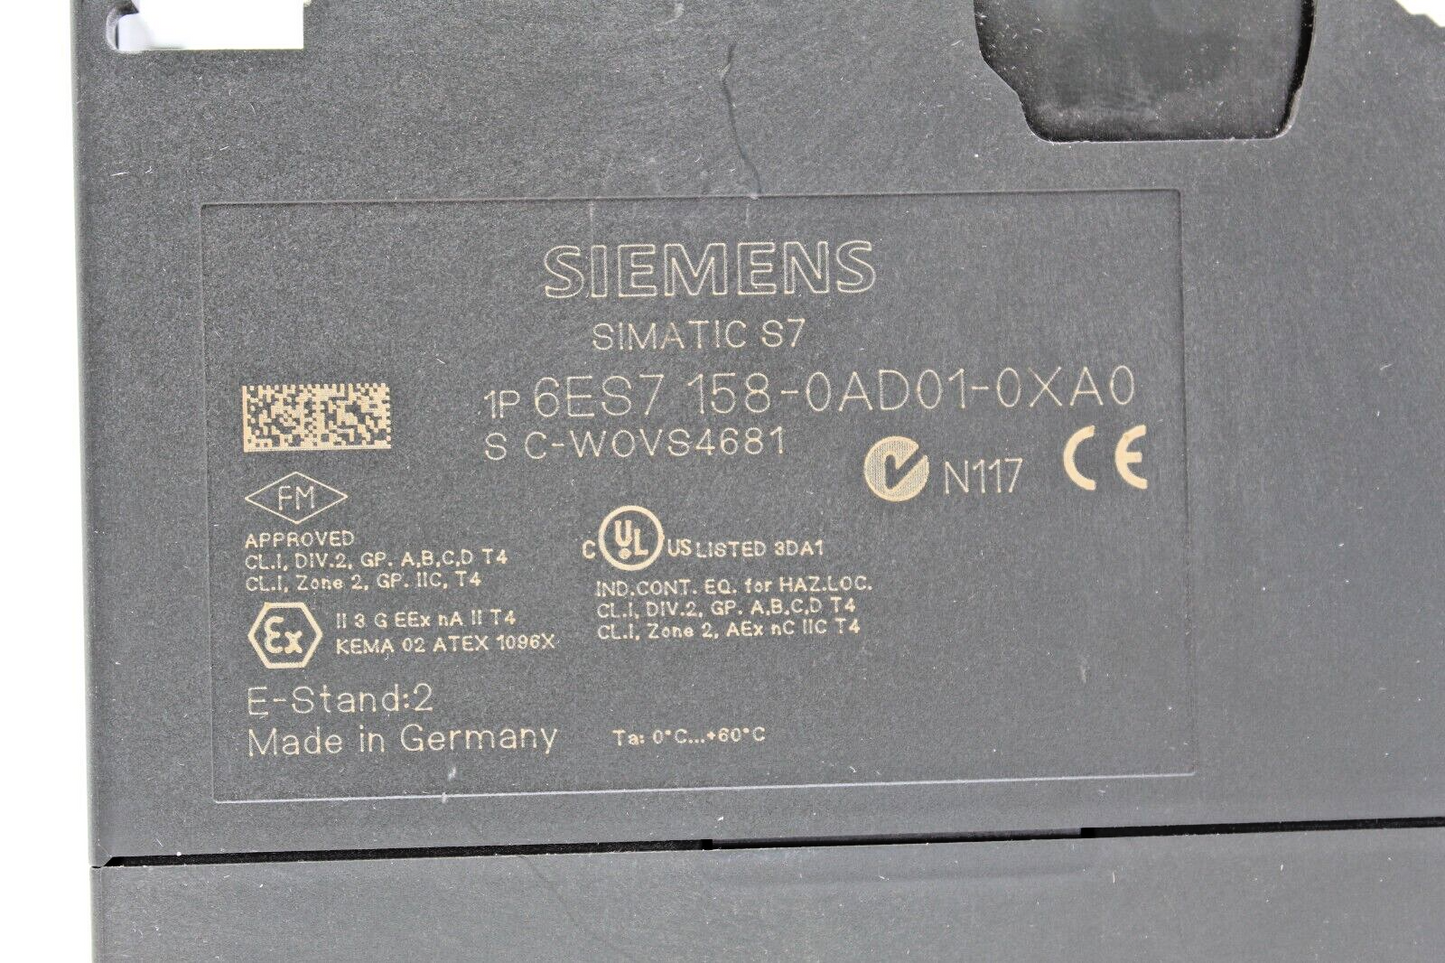 SIEMENS
SIMATIC S7
1P 6ES7 158-0AD01-0XA0
S C-W0VS4681
N117
CE
FM
APPROVED
CL.I, DIV.2, GP. A,B,C,D T4
CL.I, Zone 2, GP. IIC, T4
C UL US LISTED 3DA1
IND.CONT. EQ. for HAZ.LOC.
CL.I, DIV.2, GP. A,B,C,D T4
CL.I, Zone 2, AEx nC IIC T4
Ex
II 3 G EEx nA II T4
KEMA 02 ATEX 1096X
E-Stand:2
Made in Germany
Ta: 0°C...+60°C